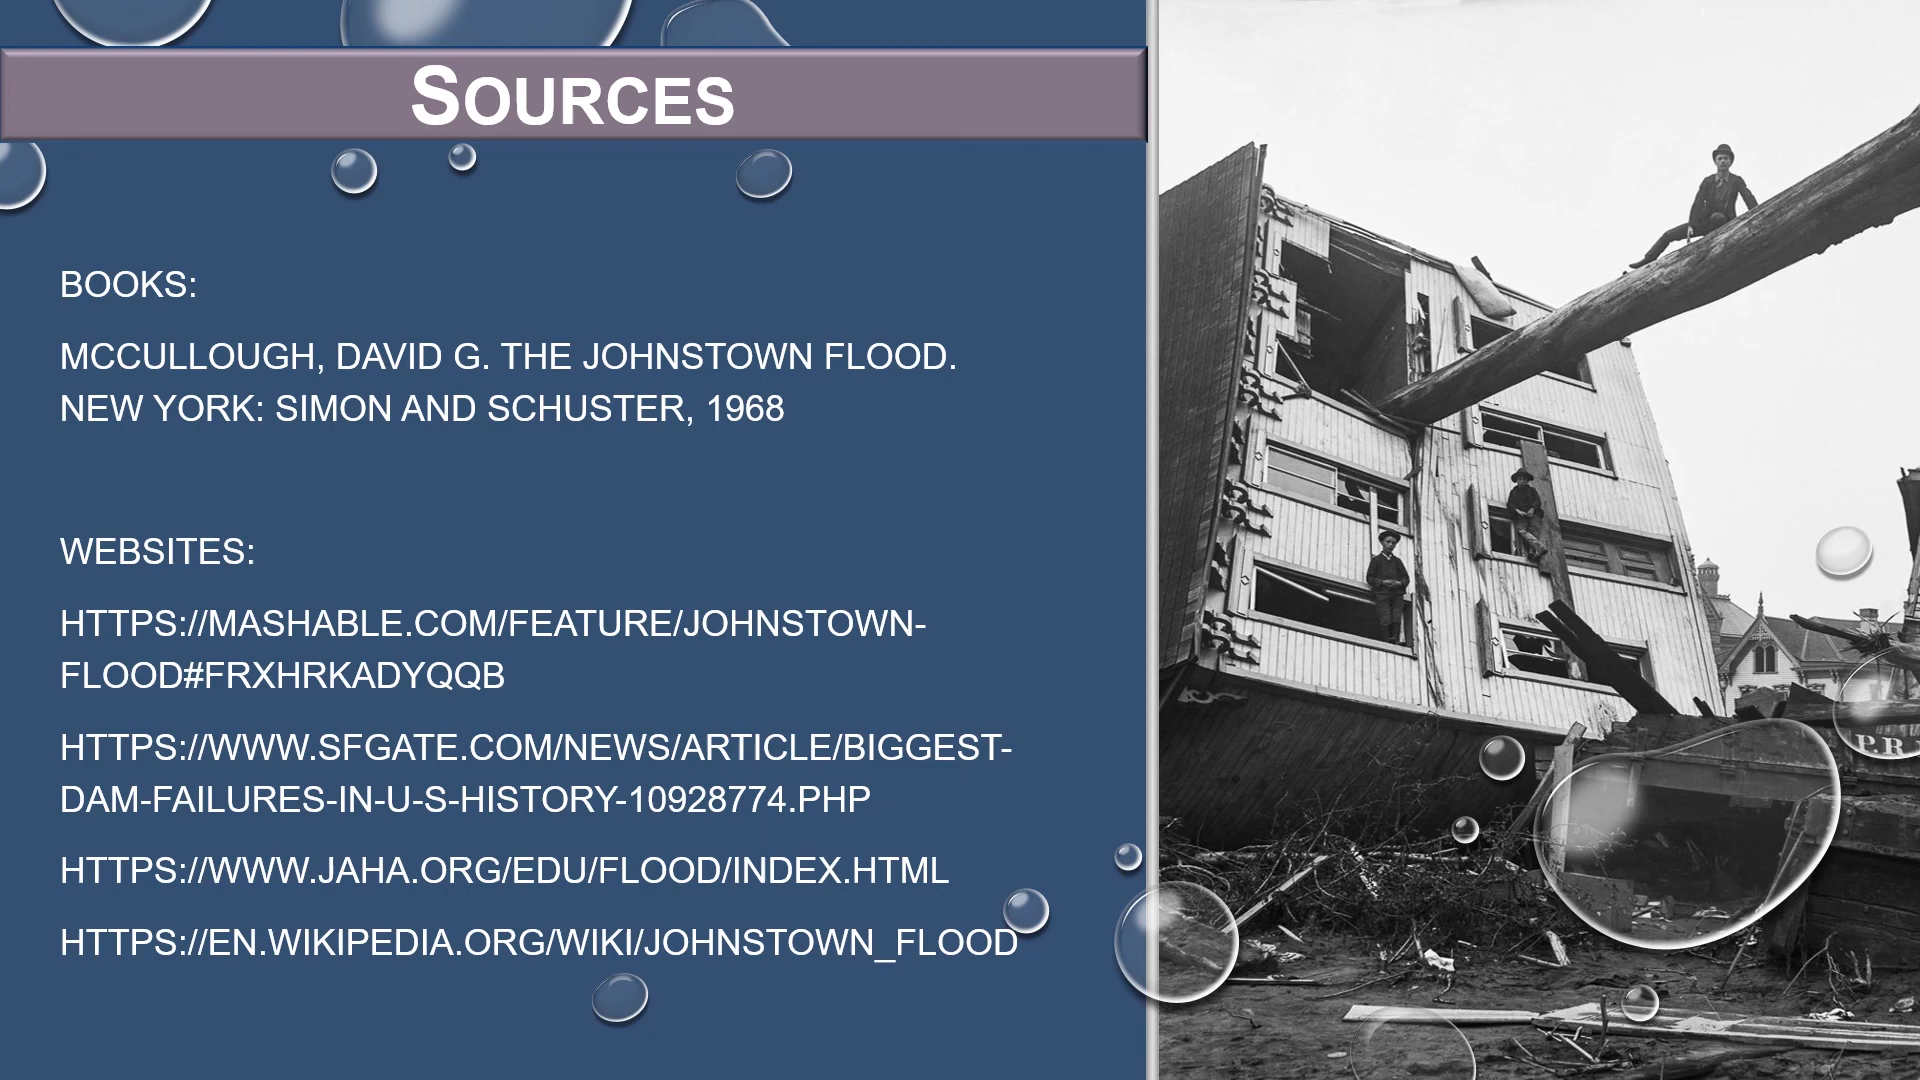 SOURCES
BOOKS:
MCCULLOUGH, DAVID G. THE JOHNSTOWN FLOOD.
NEW YORK: SIMON AND SCHUSTER, 1968
WEBSITES:
HTTPS://MASHABLE.COM/FEATURE/JOHNSTOWN-
FLOOD#FRXHRKADYQQB
HTTPS://WWW.SFGATE.COM/NEWS/ARTICLE/BIGGEST-
DAM-FAILURES-IN-U-S-HISTORY-10928774.PHP
HTTPS://WWW.JAHA.ORG/EDU/FLOOD/INDEX.HTML
HTTPS://EN.WIKIPEDIA.ORG/WIKI/JOHNSTOWN_FLOOD
P.R